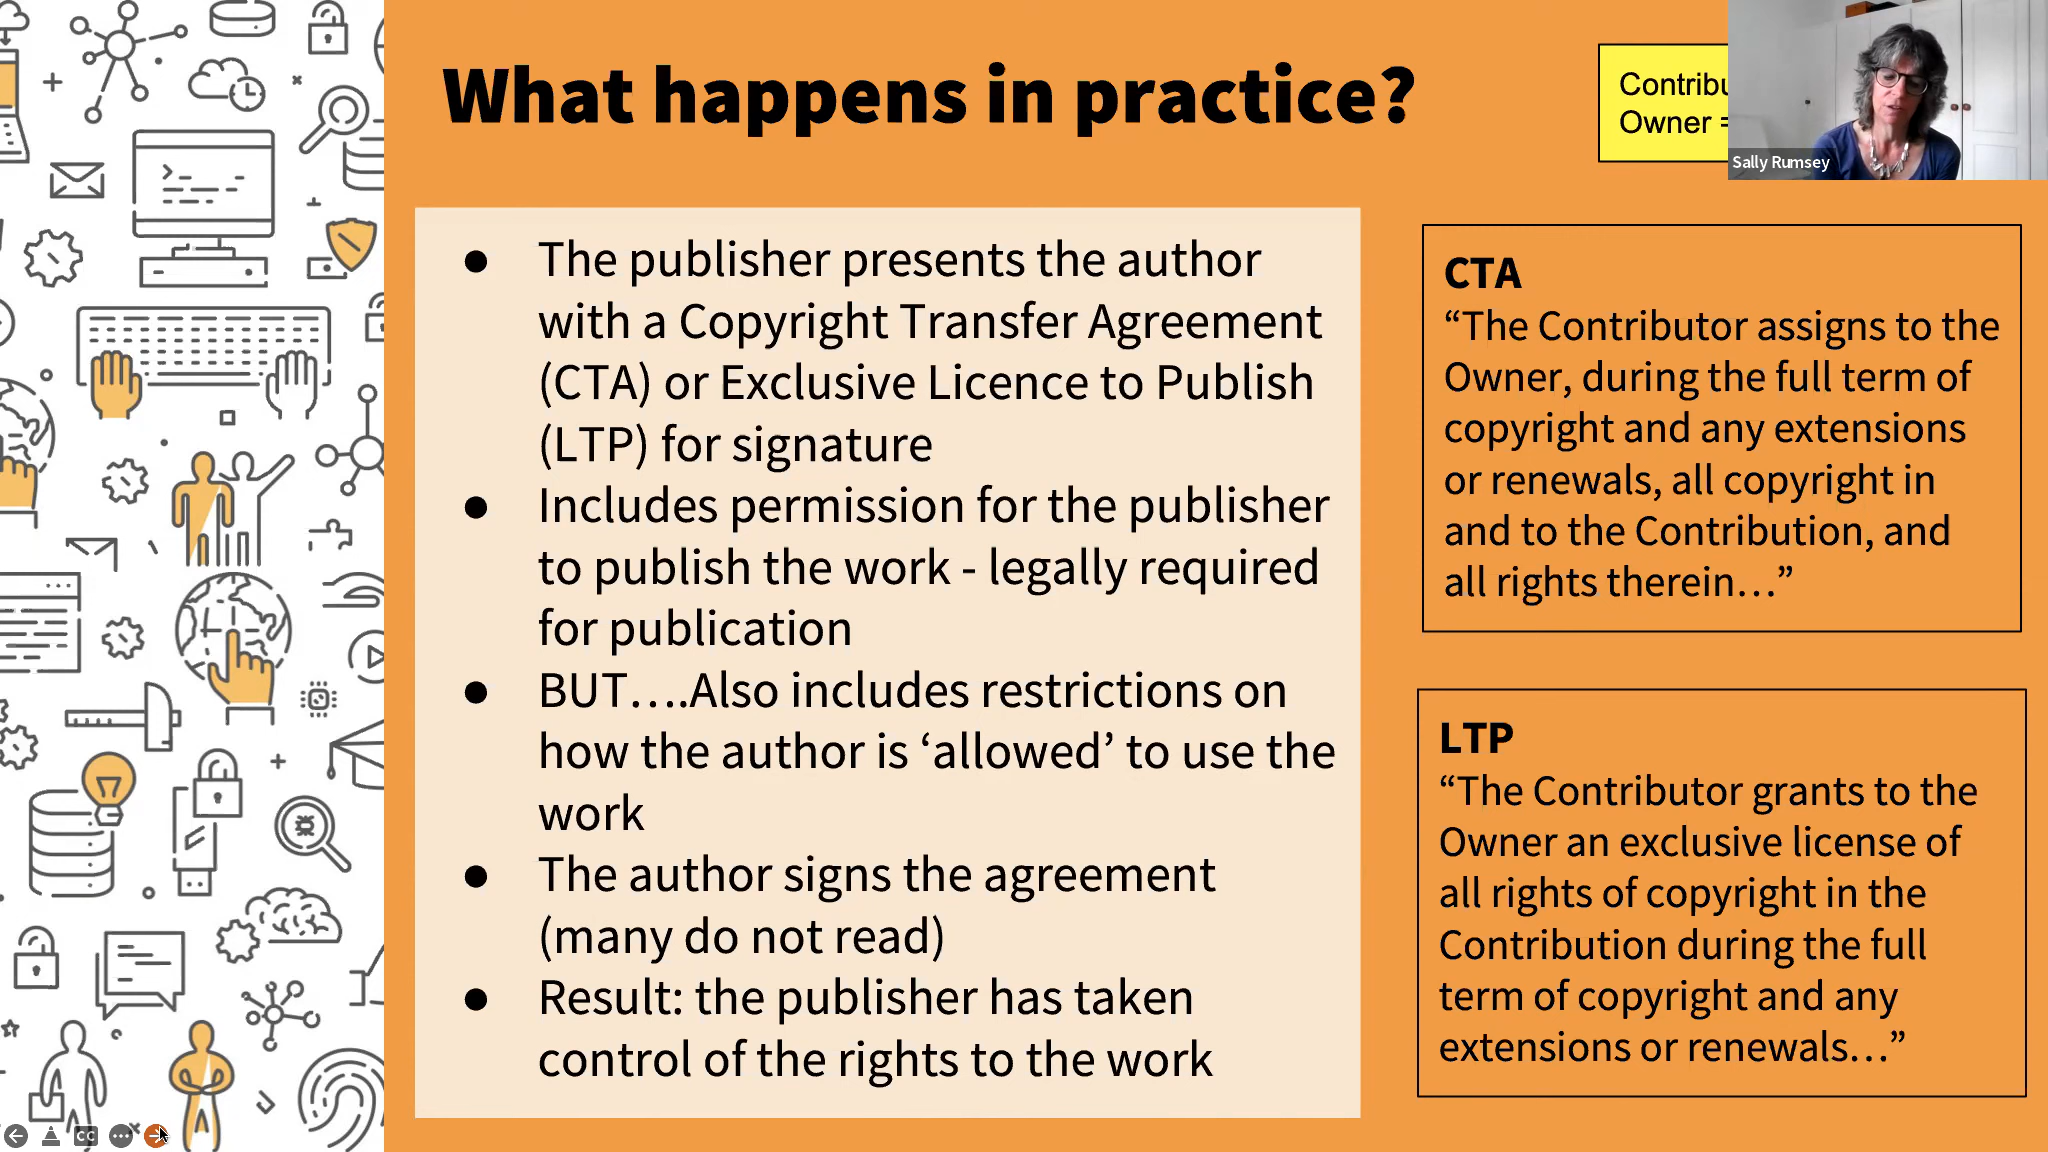 What happens in practice?
Owner =
Sally Rumsey
● The publisher presents the author
with a Copyright Transfer Agreement
(CTA) or Exclusive Licence to Publish
(LTP) for signature
● Includes permission for the publisher
to publish the work - legally required
for publication
● BUT….Also includes restrictions on
how the author is ‘allowed’ to use the
work
● The author signs the agreement
(many do not read)
● Result: the publisher has taken
control of the rights to the work
CTA
“The Contributor assigns to the
Owner, during the full term of
copyright and any extensions
or renewals, all copyright in
and to the Contribution, and
all rights therein…”
LTP
“The Contributor grants to the
Owner an exclusive license of
all rights of copyright in the
Contribution during the full
term of copyright and any
extensions or renewals…”
CC